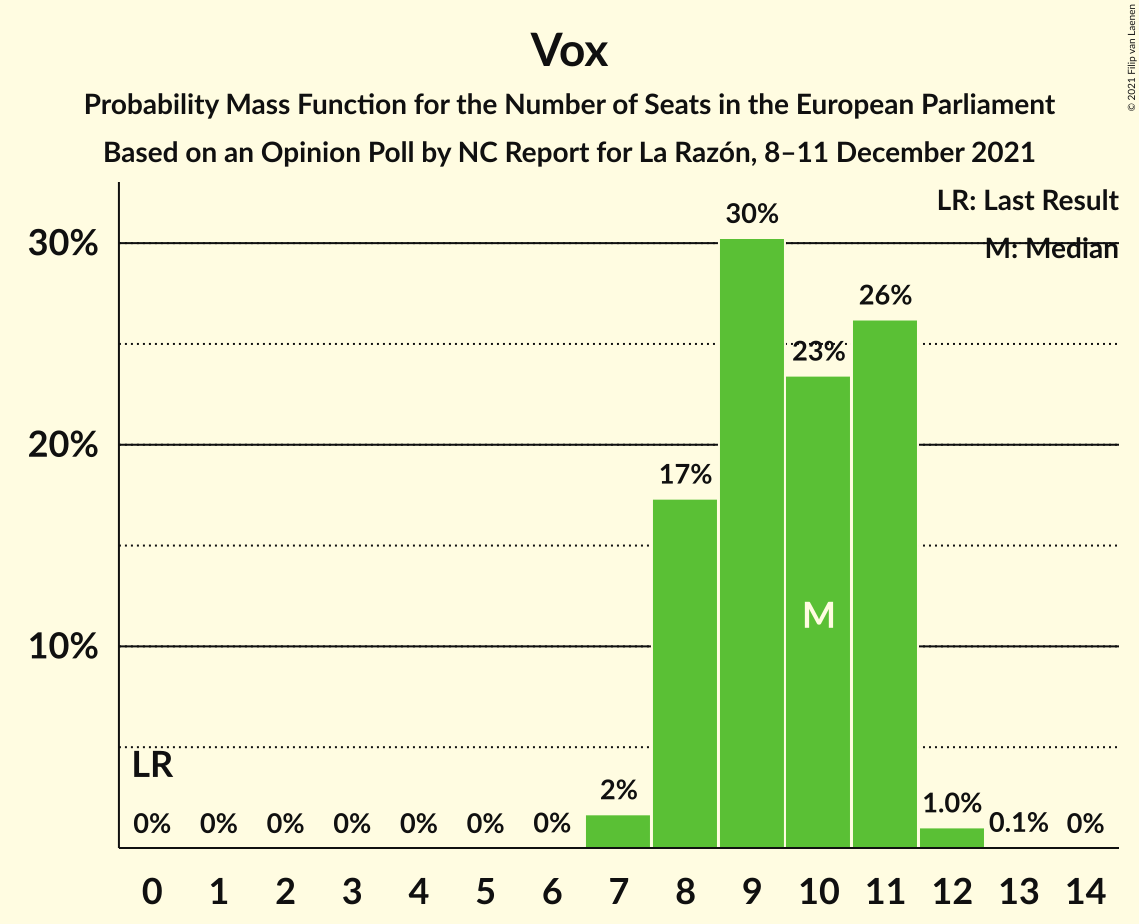 Vox
Probability Mass Function for the Number of Seats in the European Parliament
Based on an Opinion Poll by NC Report for La Razón, 8–11 December 2021
© 2021 Filip van Laenen
LR: Last Result
M: Median
30%
20%
10%
30%
26%
23%
17%
M
LR
2%
1.0%
0% 0% 0% 0% 0% 0% 0% 0.1% 0%
0 1 2 3 4 5 6 7 8 9 10 11 12 13 14